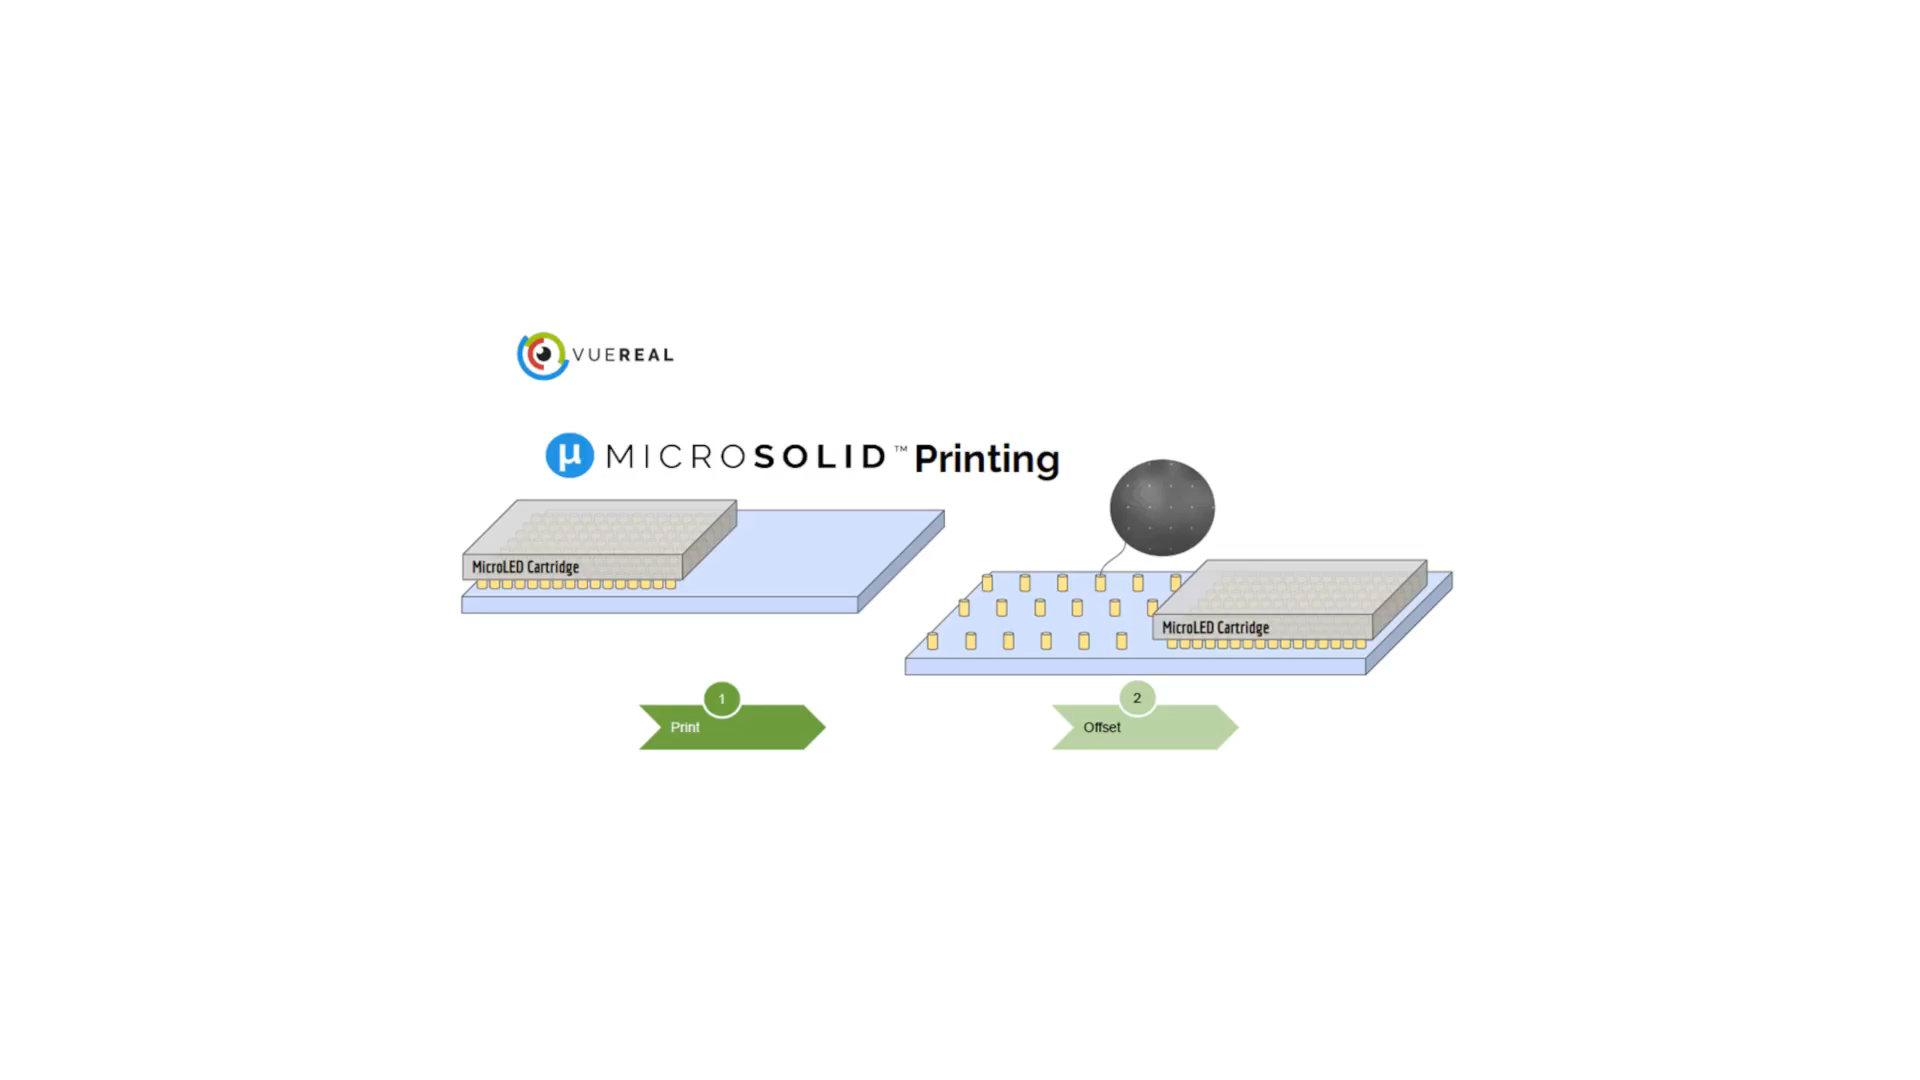 VUEREAL
µ MICROSOLID™ Printing
MicroLED Cartridge
MicroLED Cartridge
1
Print
2
Offset